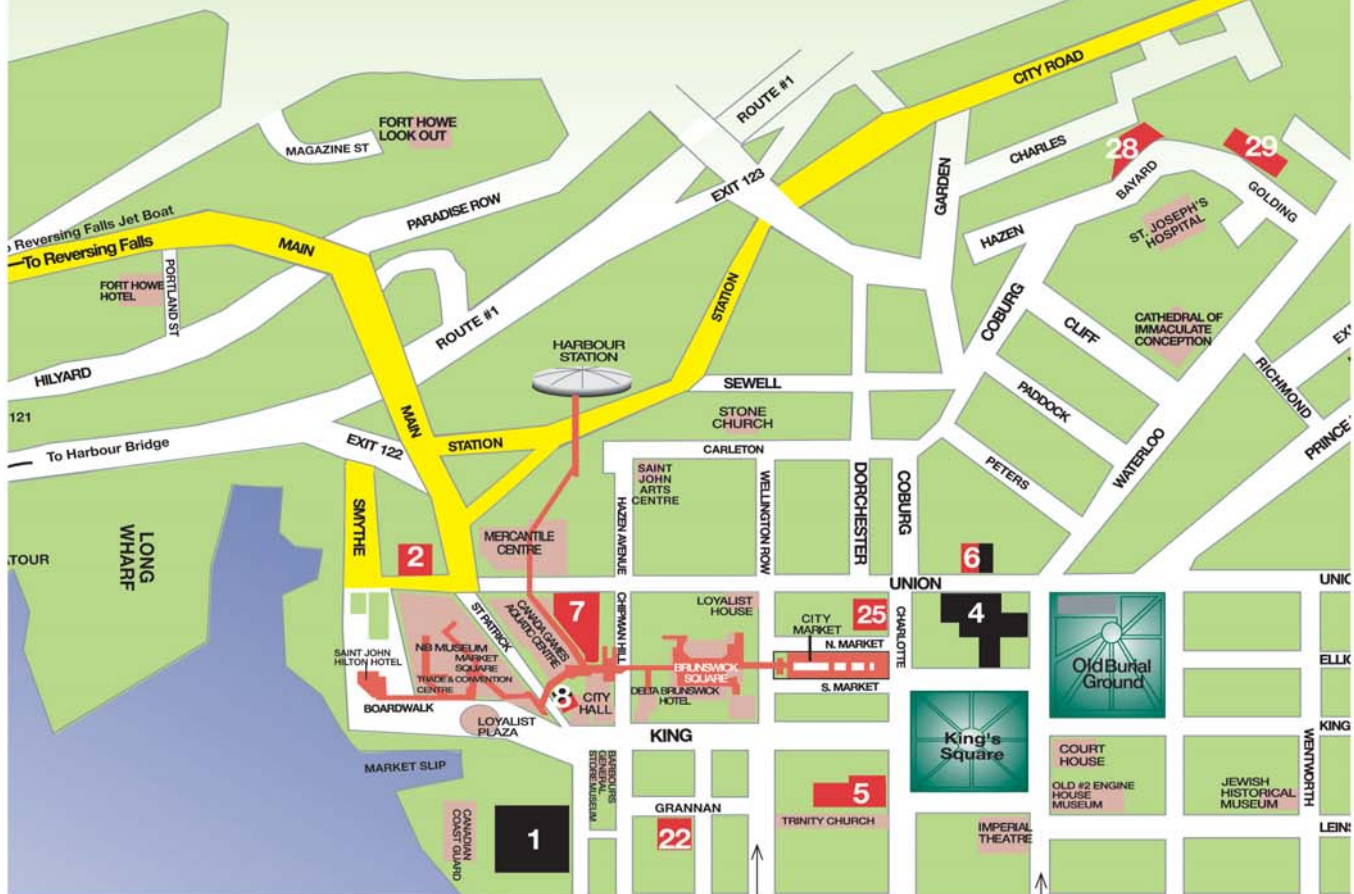 ROUTE #1
CITY ROAD
FORT HOWE
LOOK OUT
MAGAZINE ST
CHARLES
28
29
BAYARD
GOLDING
EXIT 123
GARDEN
PARADISE ROW
ST. JOSEPH'S
HOSPITAL
HAZEN
Reversing Falls Jet Boat
To Reversing Falls
MAIN
PORTLAND ST
FORT HOWE
HOTEL
STATION
ROUTE #1
COBURG
CLIFF
CATHEDRAL OF
IMMACULATE
CONCEPTION
HARBOUR
STATION
HILYARD
SEWELL
PADDOCK
RICHMOND
121
MAIN
STONE
CHURCH
To Harbour Bridge
EXIT 122
STATION
CARLETON
PETERS
WATERLOO
PRINCE
SAINT
JOHN
ARTS
CENTRE
SMYTHE
LONG
WHARF
HAZEN AVENUE
WELLINGTON ROW
DORCHESTER
COBURG
MERCANTILE
CENTRE
ATOUR
2
6
UNION
UNIO
7
CANADA GAMES
AQUATIC CENTRE
ST PATRICK
CHIPMAN HILL
LOYALIST
HOUSE
CITY
MARKET
25
CHARLOTTE
4
N. MARKET
NB MUSEUM
MARKET
SQUARE
TRADE & CONVENTION
CENTRE
SAINT JOHN
HILTON HOTEL
BRUNSWICK
SQUARE
Old Burial
Ground
ELLI
S. MARKET
DELTA BRUNSWICK
HOTEL
8
CITY
HALL
BOARDWALK
LOYALIST
PLAZA
KING
King's
Square
KING
WENTWORTH
COURT
HOUSE
MARKET SLIP
BARBOURS
GENERAL
STORE MUSEUM
OLD #2 ENGINE
HOUSE
MUSEUM
JEWISH
HISTORICAL
MUSEUM
5
GRANNAN
TRINITY CHURCH
CANADIAN
COAST GUARD
1
22
IMPERIAL
THEATRE
LEIN